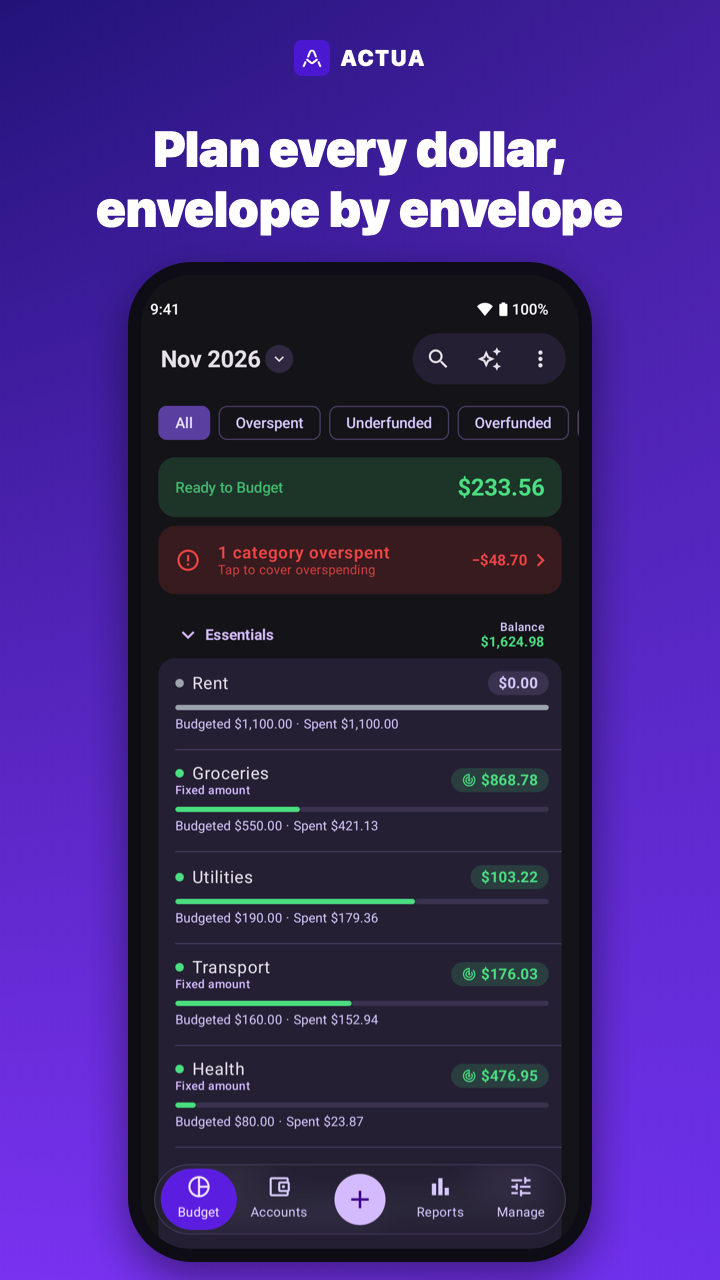 ACTUA
Plan every dollar,
envelope by envelope
9:41
100%
Nov 2026
All
Overspent
Underfunded
Overfunded
Ready to Budget
$233.56
1 category overspent
Tap to cover overspending
-$48.70
Essentials
Balance
$1,624.98
Rent
$0.00
Budgeted $1,100.00 · Spent $1,100.00
Groceries
Fixed amount
$868.78
Budgeted $550.00 · Spent $421.13
Utilities
$103.22
Budgeted $190.00 · Spent $179.36
Transport
Fixed amount
$176.03
Budgeted $160.00 · Spent $152.94
Health
Fixed amount
$476.95
Budgeted $80.00 · Spent $23.87
Budget
Accounts
Reports
Manage